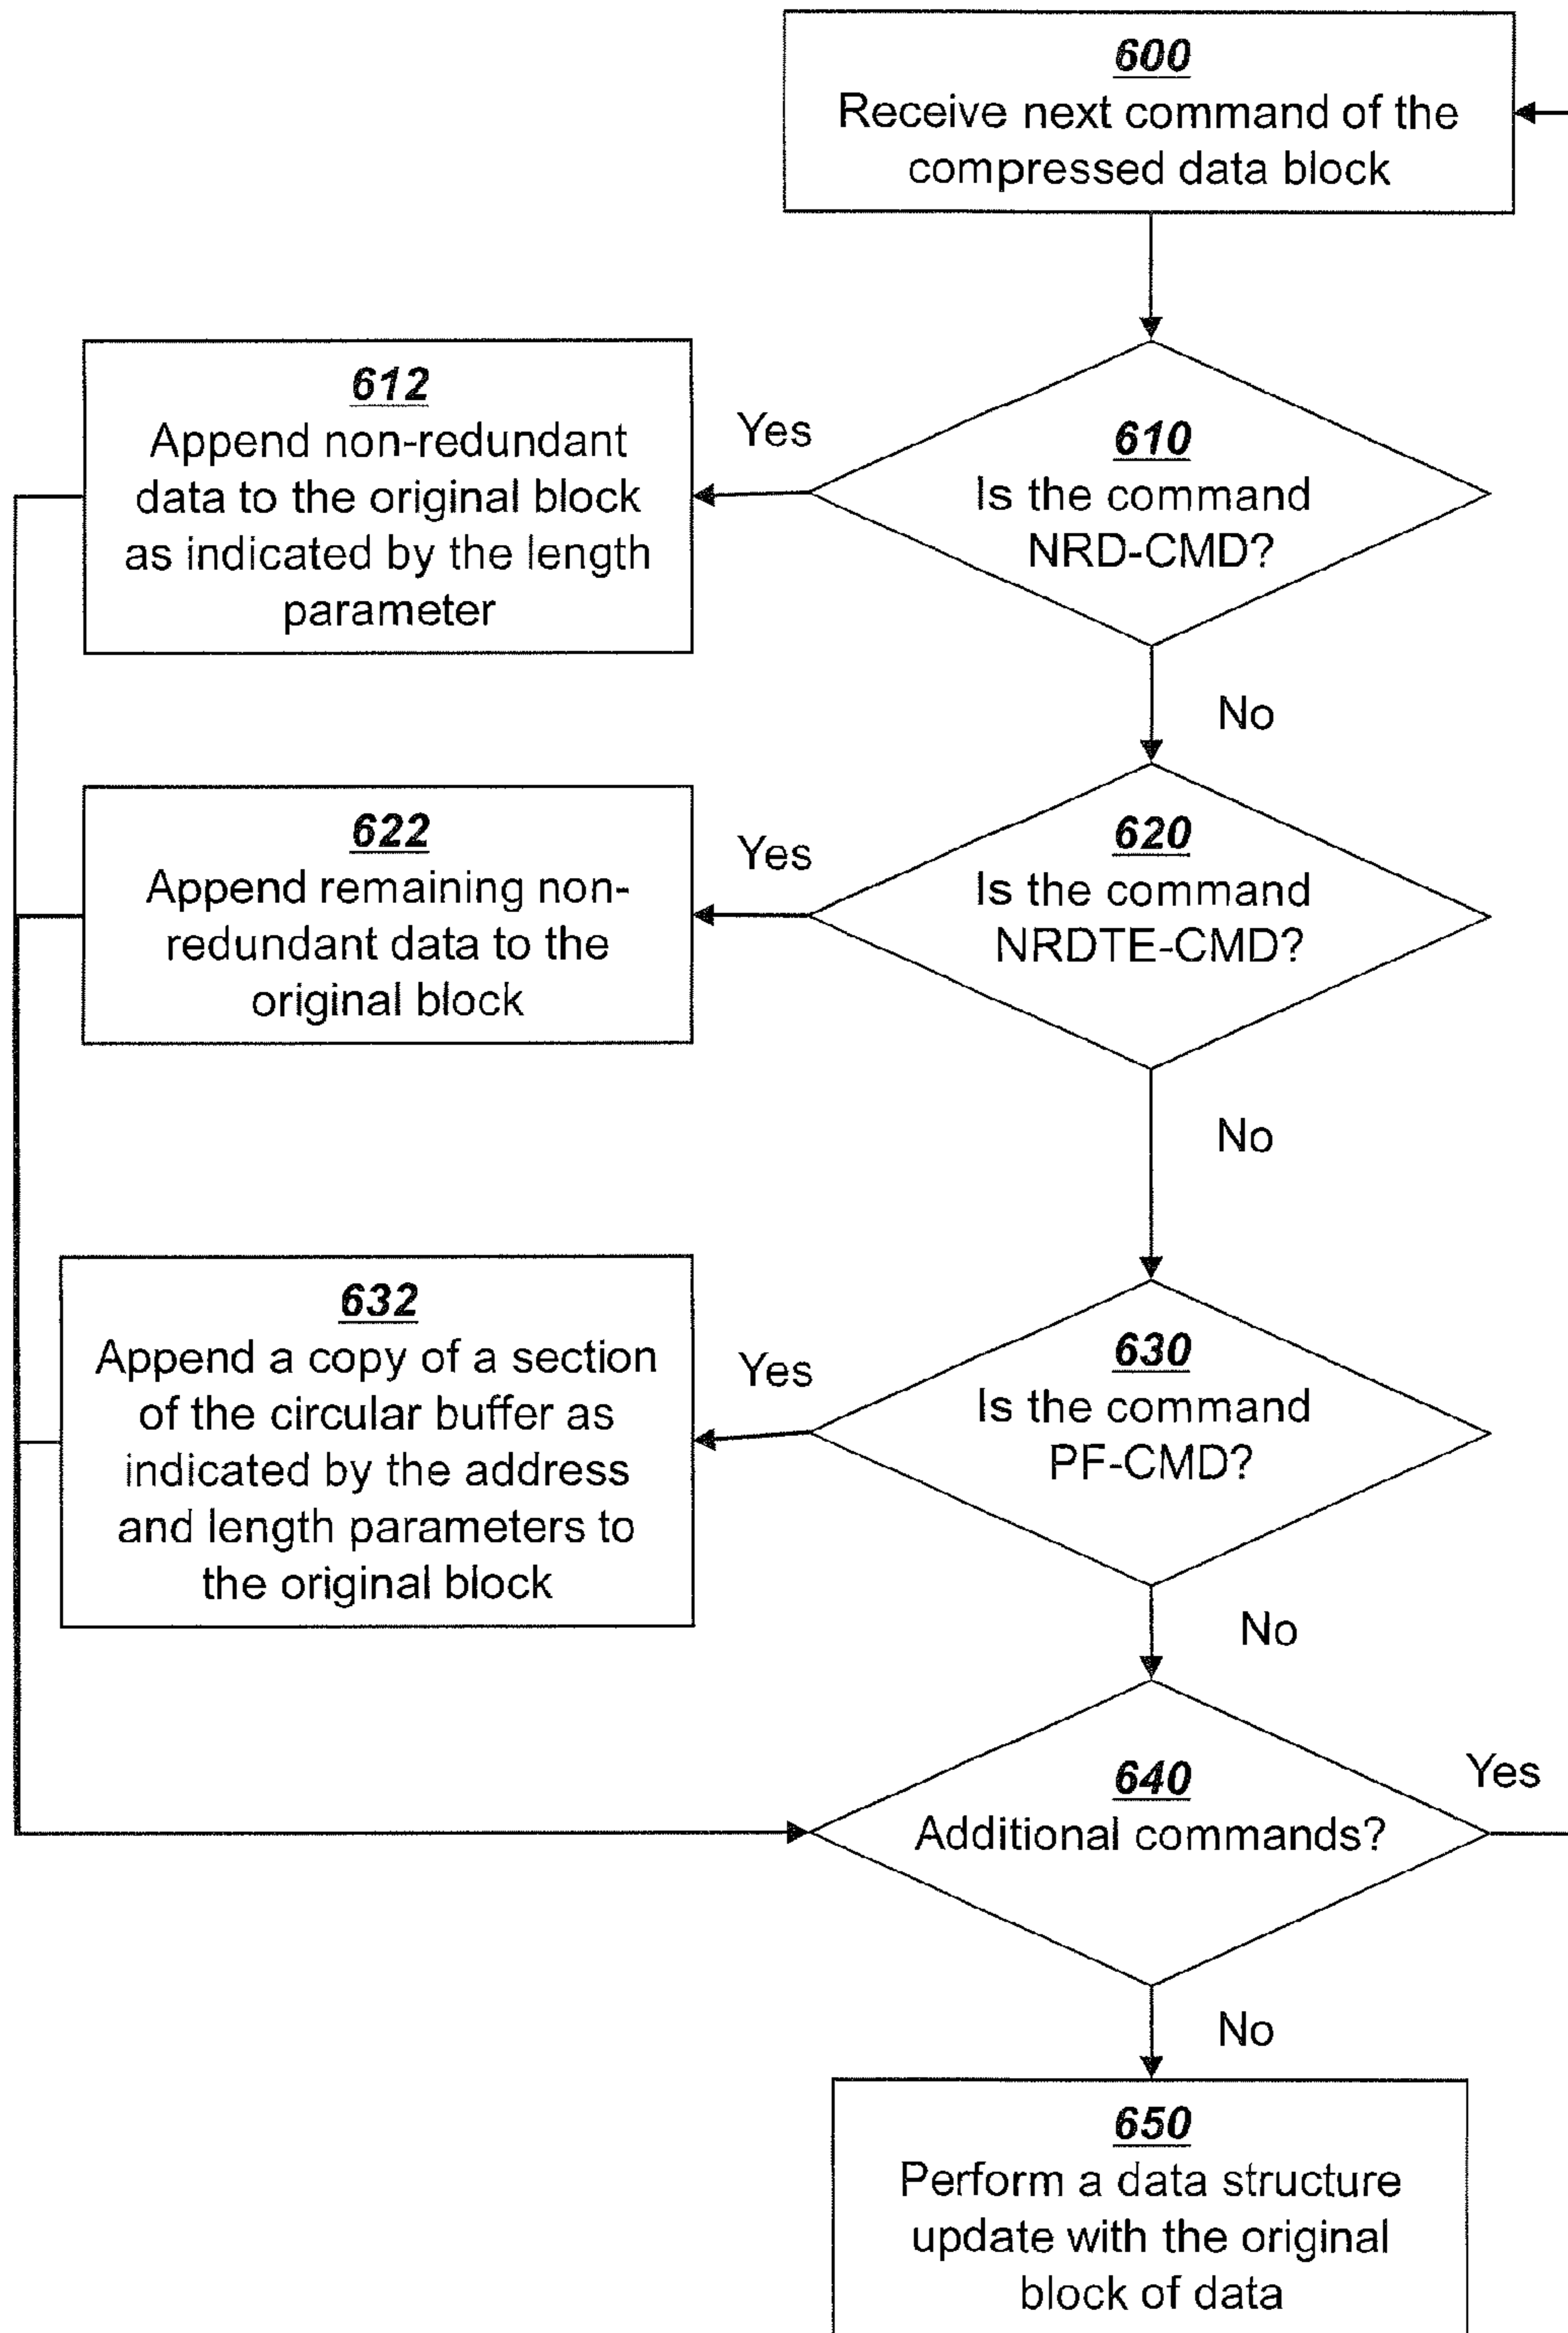 600
Receive next command of the
compressed data block
612
Append non-redundant
data to the original block
as indicated by the length
parameter
Yes
610
Is the command
NRD-CMD?
No
622
Append remaining non-
redundant data to the
original block
Yes
620
Is the command
NRDTE-CMD?
No
632
Append a copy of a section
of the circular buffer as
indicated by the address
and length parameters to
the original block
Yes
630
Is the command
PF-CMD?
No
640
Additional commands?
Yes
No
650
Perform a data structure
update with the original
block of data